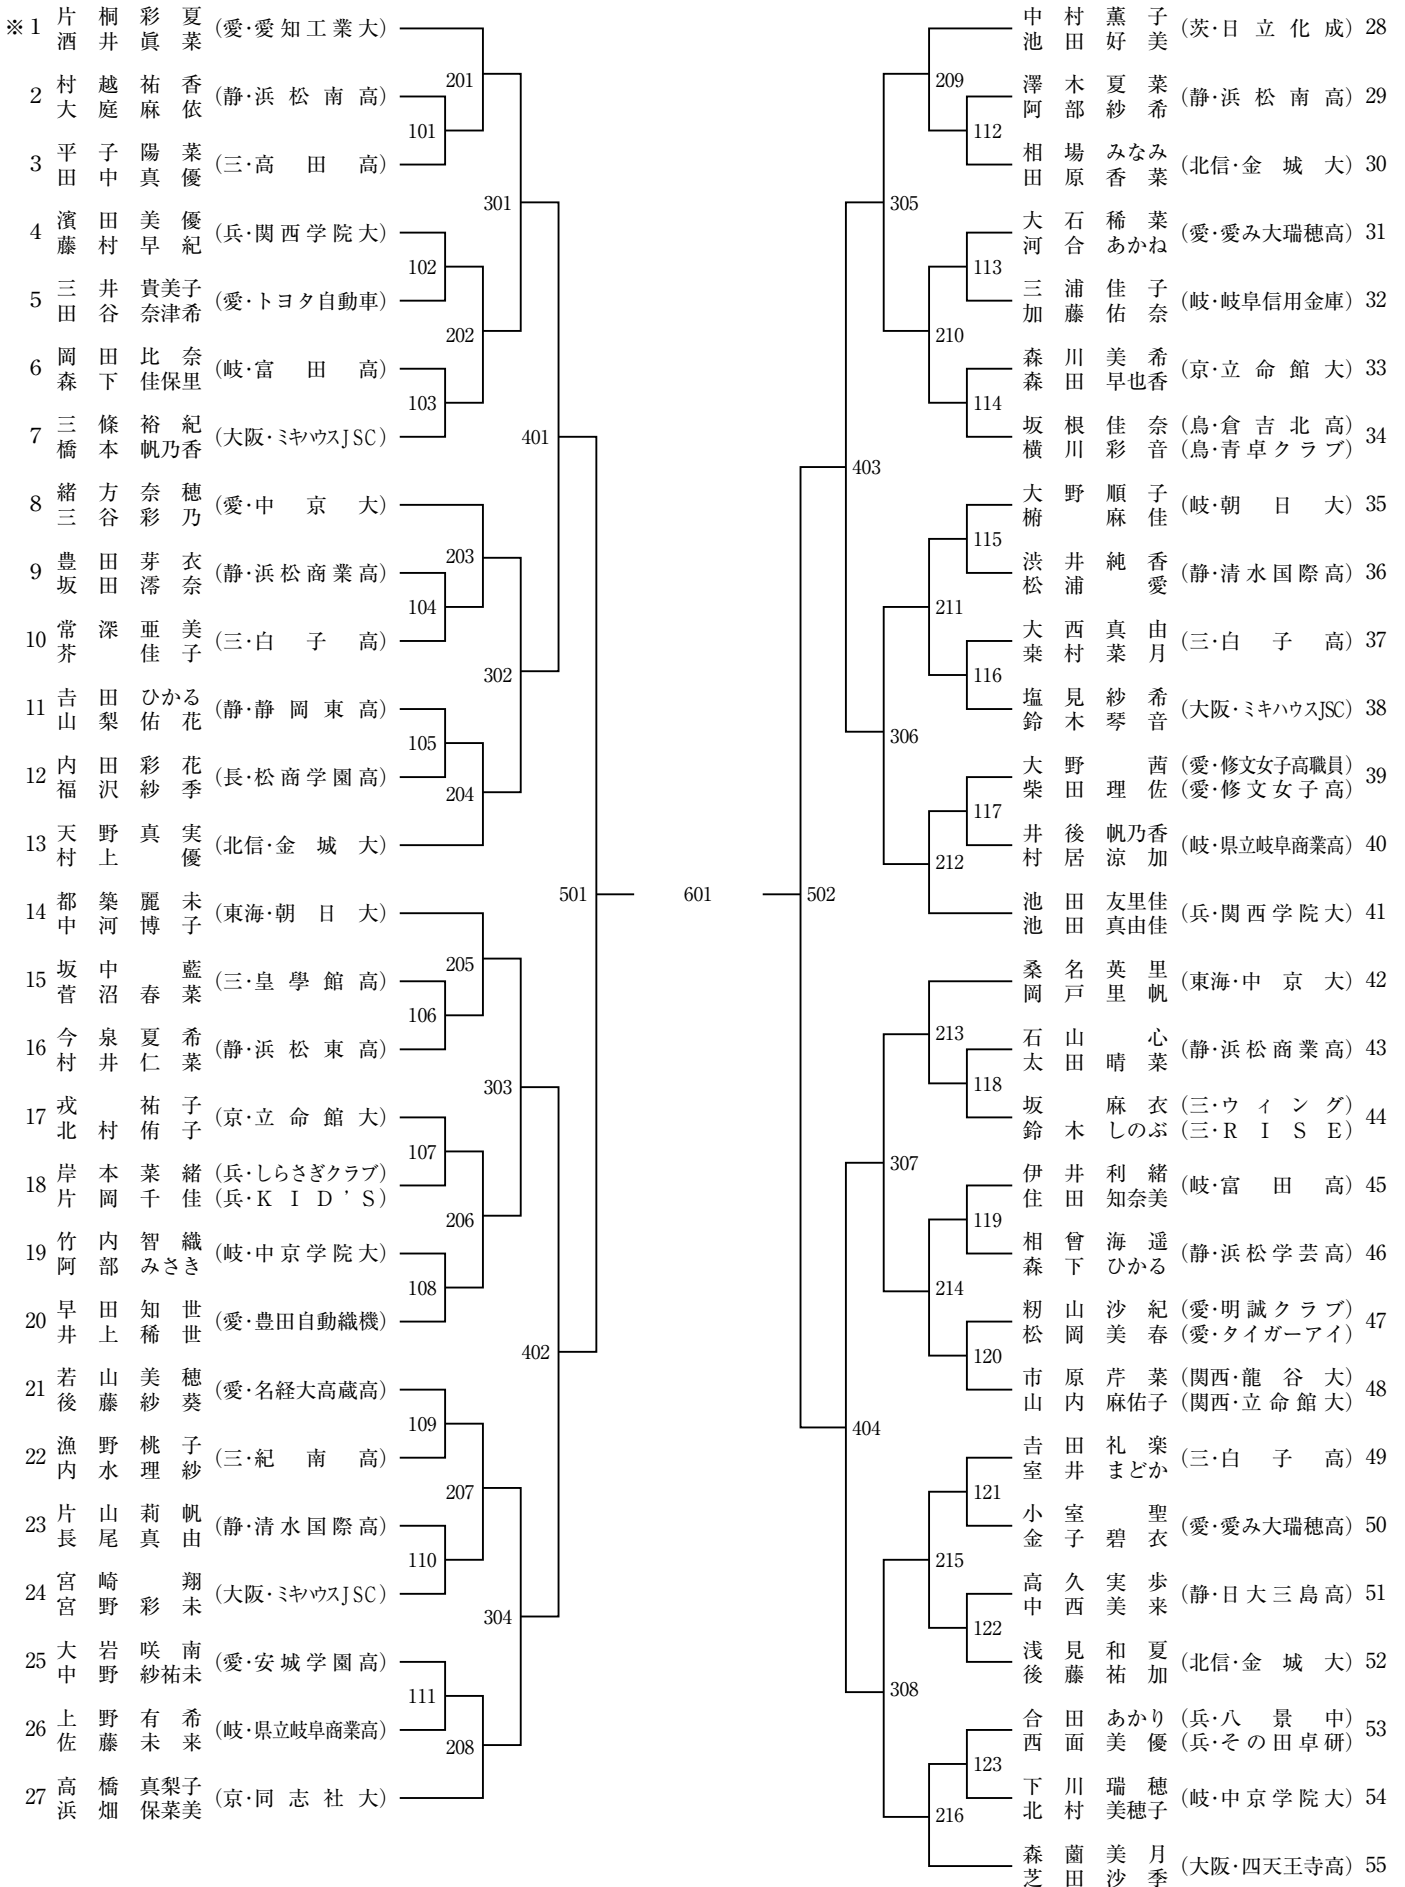 ※1 片桐彩夏 (愛・愛知工業大)
酒井眞菜
2 村越祐香 (静・浜松南高)
大庭麻依
3 平子陽菜 (三・高田高)
田中真優
4 濱田美優 (兵・関西学院大)
藤村早紀
5 三井貴美子 (愛・トヨタ自動車)
田谷奈津希
6 岡田比奈 (岐・富田高)
森下佳保里
7 三條裕紀 (大阪・ミキハウスJSC)
橋本帆乃香
8 緒方奈穂 (愛・中京大)
三谷彩乃
9 豊田芽衣 (静・浜松商業高)
坂田澪奈
10 常深亜美 (三・白子高)
芥佳子
11 吉田ひかる (静・静岡東高)
山梨佑花
12 内田彩花 (長・松商学園高)
福沢紗季
13 天野真実 (北信・金城大)
村上優
14 都築麗未 (東海・朝日大)
中河博子
15 坂中藍 (三・皇學館高)
菅沼春菜
16 今泉夏希 (静・浜松東高)
村井仁菜
17 戎祐子 (京・立命館大)
北村侑子
18 岸本菜緒 (兵・しらさぎクラブ)
片岡千佳 (兵・KID'S)
19 竹内智織 (岐・中京学院大)
阿部みさき
20 早田知世 (愛・豊田自動織機)
井上稀世
21 若山美穂 (愛・名経大高蔵高)
後藤紗葵
22 漁野桃子 (三・紀南高)
内水理紗
23 片山莉帆 (静・清水国際高)
長尾真由
24 宮崎翔 (大阪・ミキハウスJSC)
宮野彩未
25 大岩咲南 (愛・安城学園高)
中野紗祐未
26 上野有希 (岐・県立岐阜商業高)
佐藤未来
27 高橋真梨子 (京・同志社大)
浜畑保菜美
101
102
103
104
105
106
107
108
109
110
111
201
202
203
204
205
206
207
208
301
302
303
304
401
402
501
601
502
403
404
305
306
307
308
209
210
211
212
213
214
215
216
112
113
114
115
116
117
118
119
120
121
122
123
中村薫子 (茨・日立化成) 28
池田好美
澤木夏菜 (静・浜松南高) 29
阿部紗希
相場みなみ (北信・金城大) 30
田原香菜
大石稀菜 (愛・愛み大瑞穂高) 31
河合あかね
三浦佳子 (岐・岐阜信用金庫) 32
加藤佑奈
森川美希 (京・立命館大) 33
森田早也香
坂根佳奈 (鳥・倉吉北高) 34
横川彩音 (鳥・青卓クラブ)
大野順子 (岐・朝日大) 35
椨麻佳
渋井純香 (静・清水国際高) 36
松浦愛
大西真由 (三・白子高) 37
桒村菜月
塩見紗希 (大阪・ミキハウスJSC) 38
鈴木琴音
大野茜 (愛・修文女子高職員) 39
柴田理佐 (愛・修文女子高)
井後帆乃香 (岐・県立岐阜商業高) 40
村居涼加
池田友里佳 (兵・関西学院大) 41
池田真由佳
桑名英里 (東海・中京大) 42
岡戸里帆
石山心 (静・浜松商業高) 43
太田晴菜
坂麻衣 (三・ウィング) 44
鈴木しのぶ (三・RISE)
伊井利緒 (岐・富田高) 45
住田知奈美
相曽海遥 (静・浜松学芸高) 46
森下ひかる
籾山沙紀 (愛・明誠クラブ) 47
松岡美春 (愛・タイガーアイ)
市原芹菜 (関西・龍谷大) 48
山内麻佑子 (関西・立命館大)
吉田礼楽 (三・白子高) 49
室井まどか
小室聖 (愛・愛み大瑞穂高) 50
金子碧衣
高久実歩 (静・日大三島高) 51
中西美来
浅見和夏 (北信・金城大) 52
後藤祐加
合田あかり (兵・八景中) 53
西面美優 (兵・その田卓研)
下川瑞穂 (岐・中京学院大) 54
北村美穂子
森薗美月 (大阪・四天王寺高) 55
芝田沙季